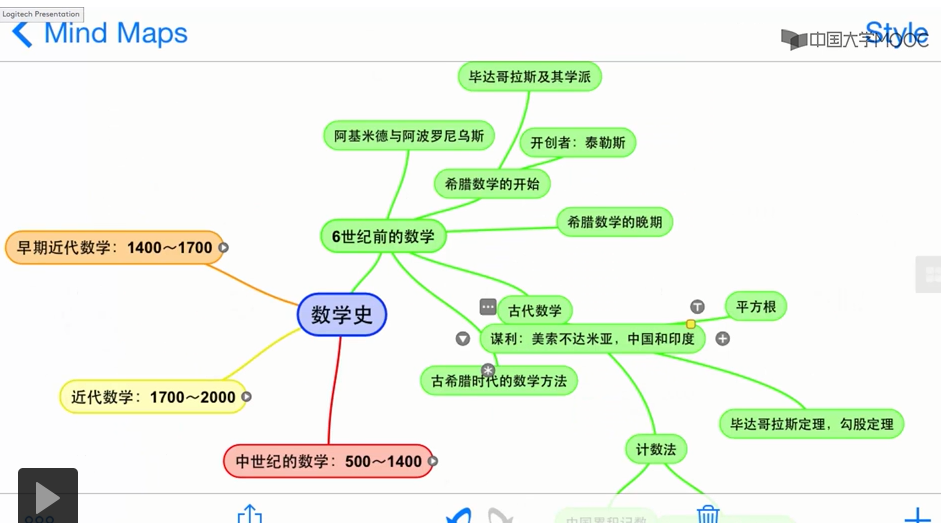 Logitech Presentation
Mind Maps
Style
中国大学MOOC
毕达哥拉斯及其学派
阿基米德与阿波罗尼乌斯
开创者：泰勒斯
希腊数学的开始
希腊数学的晚期
6世纪前的数学
早期近代数学：1400～1700
数学史
古代数学
平方根
谋利：美索不达米亚，中国和印度
古希腊时代的数学方法
近代数学：1700～2000
毕达哥拉斯定理，勾股定理
计数法
中世纪的数学：500～1400